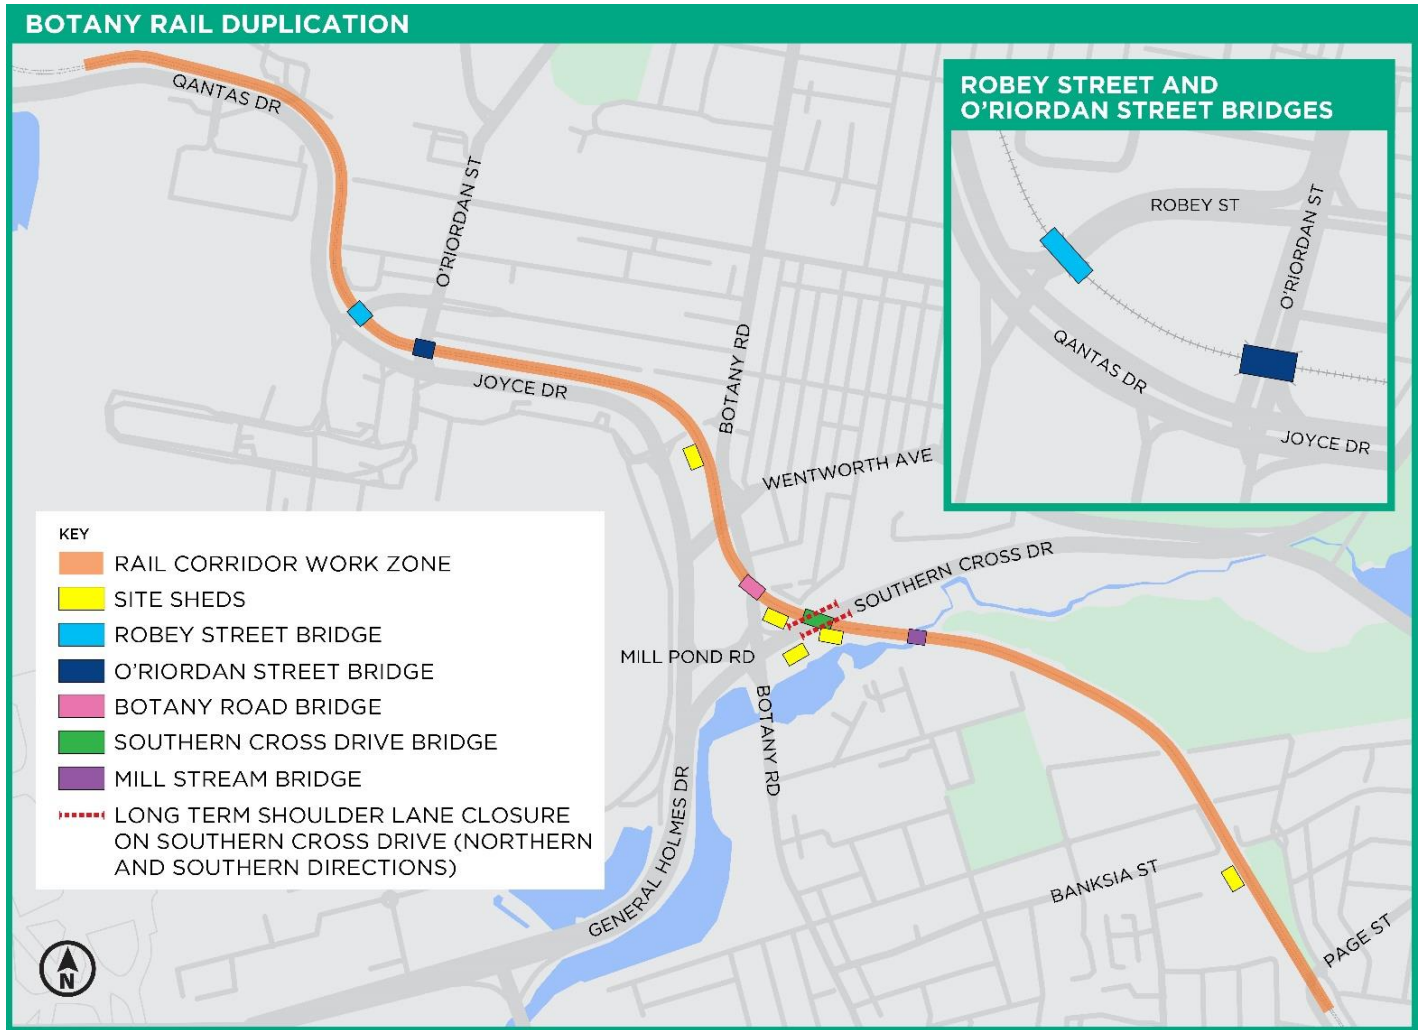 BOTANY RAIL DUPLICATION
ROBEY STREET AND
O'RIORDAN STREET BRIDGES
QANTAS DR
O'RIORDAN ST
ROBEY ST
O'RIORDAN ST
QANTAS DR
JOYCE DR
JOYCE DR
BOTANY RD
WENTWORTH AVE
SOUTHERN CROSS DR
MILL POND RD
BOTANY RD
GENERAL HOLMES DR
BANKSIA ST
PAGE ST
KEY
RAIL CORRIDOR WORK ZONE
SITE SHEDS
ROBEY STREET BRIDGE
O'RIORDAN STREET BRIDGE
BOTANY ROAD BRIDGE
SOUTHERN CROSS DRIVE BRIDGE
MILL STREAM BRIDGE
LONG TERM SHOULDER LANE CLOSURE
ON SOUTHERN CROSS DRIVE (NORTHERN
AND SOUTHERN DIRECTIONS)
N